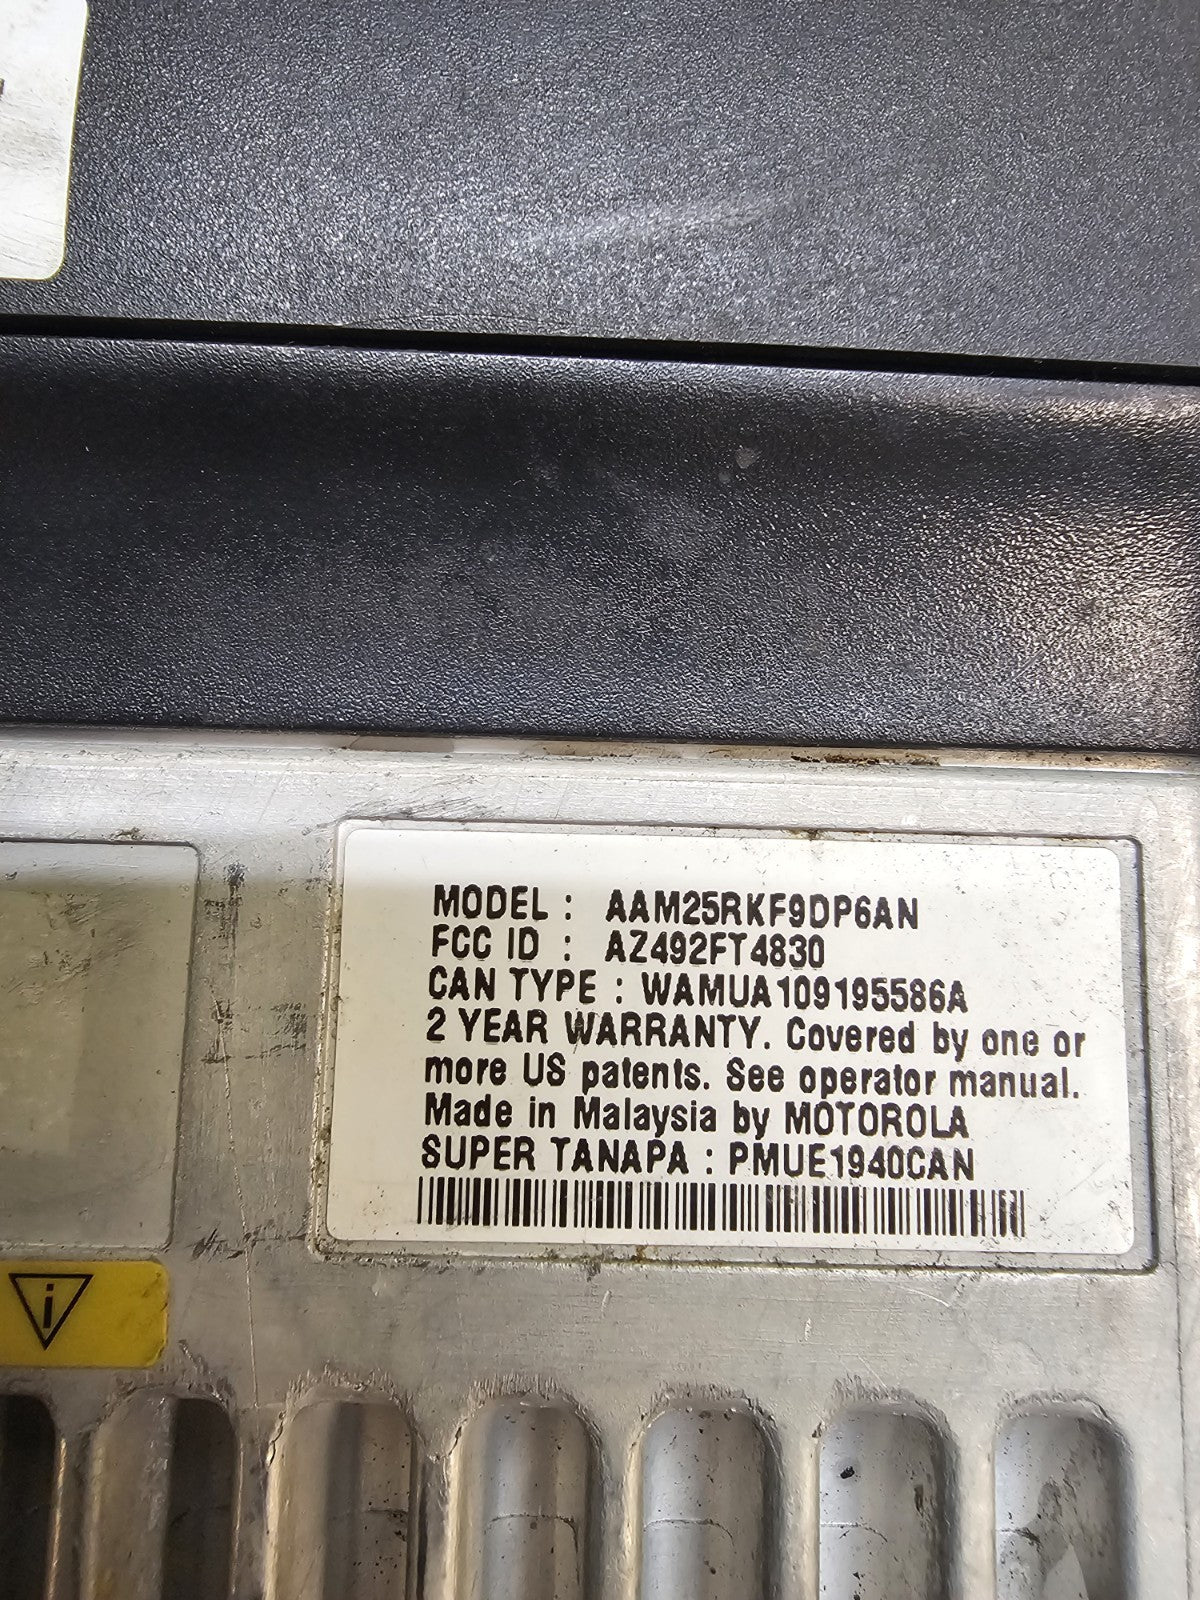 MODEL : AAM25RKF9DP6AN
FCC ID : AZ492FT4830
CAN TYPE : WAMUA109195586A
2 YEAR WARRANTY. Covered by one or
more US patents. See operator manual.
Made in Malaysia by MOTOROLA
SUPER TANAPA : PMUE1940CAN
i